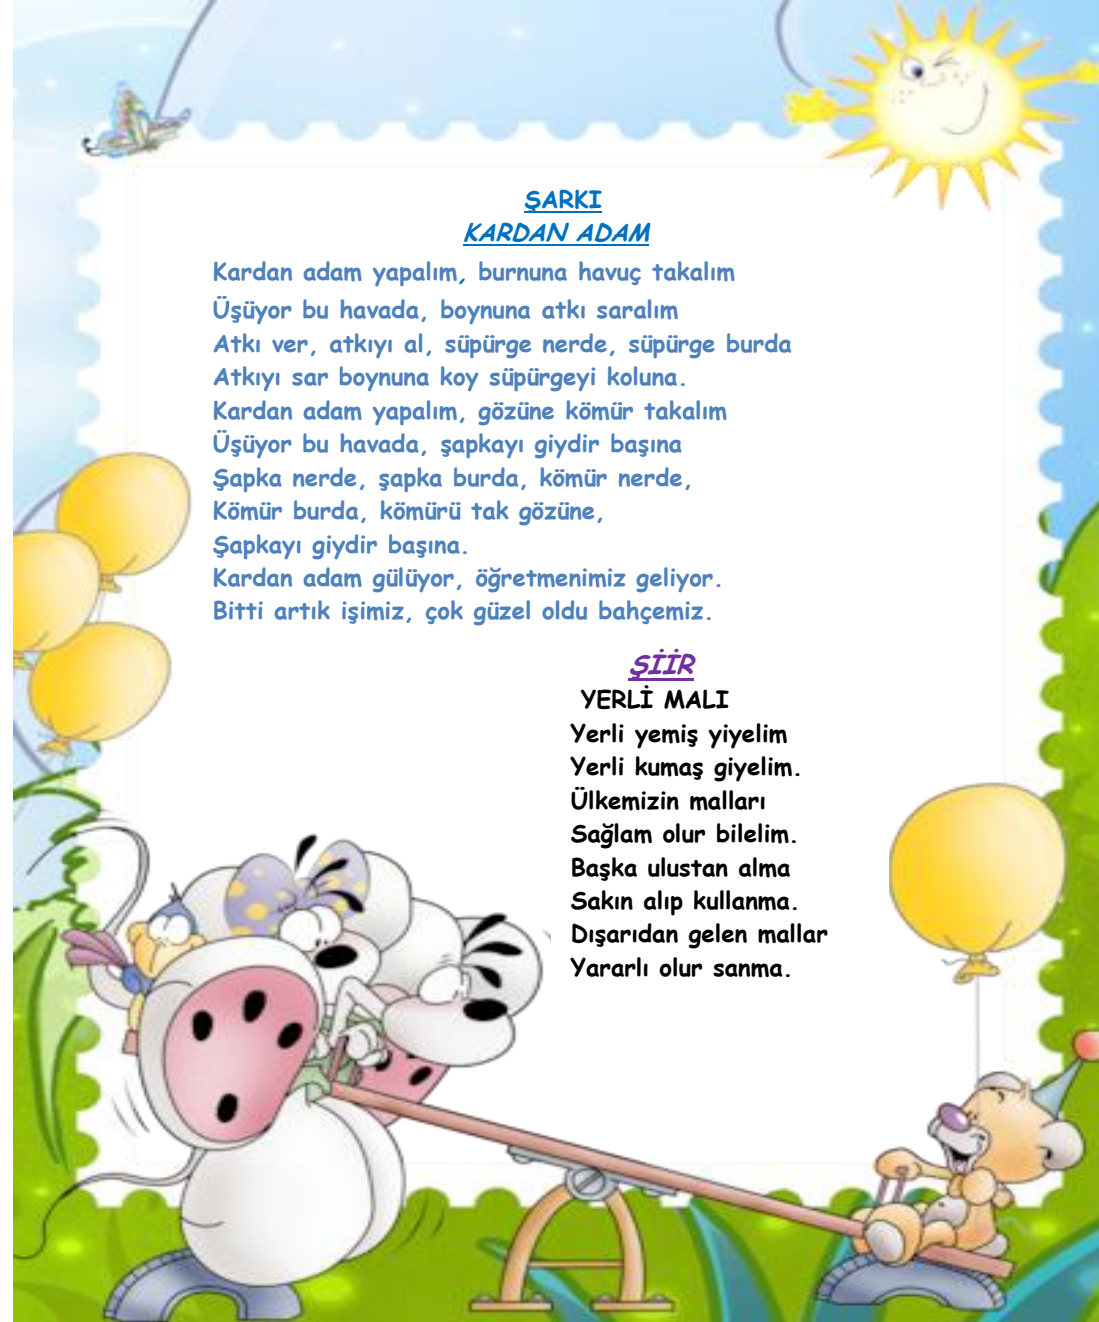 ŞARKI
KARDAN ADAM
Kardan adam yapalım, burnuna havuç takalım
Üşüyor bu havada, boynuna atkı saralım
Atkı ver, atkıyı al, süpürge nerde, süpürge burda
Atkıyı sar boynuna koy süpürgeyi koluna.
Kardan adam yapalım, gözüne kömür takalım
Üşüyor bu havada, şapkayı giydir başına
Şapka nerde, şapka burda, kömür nerde,
Kömür burda, kömürü tak gözüne,
Şapkayı giydir başına.
Kardan adam gülüyor, öğretmenimiz geliyor.
Bitti artık işimiz, çok güzel oldu bahçemiz.
ŞİİR
YERLİ MALI
Yerli yemiş yiyelim
Yerli kumaş giyelim.
Ülkemizin malları
Sağlam olur bilelim.
Başka ulustan alma
Sakın alıp kullanma.
Dışarıdan gelen mallar
Yararlı olur sanma.